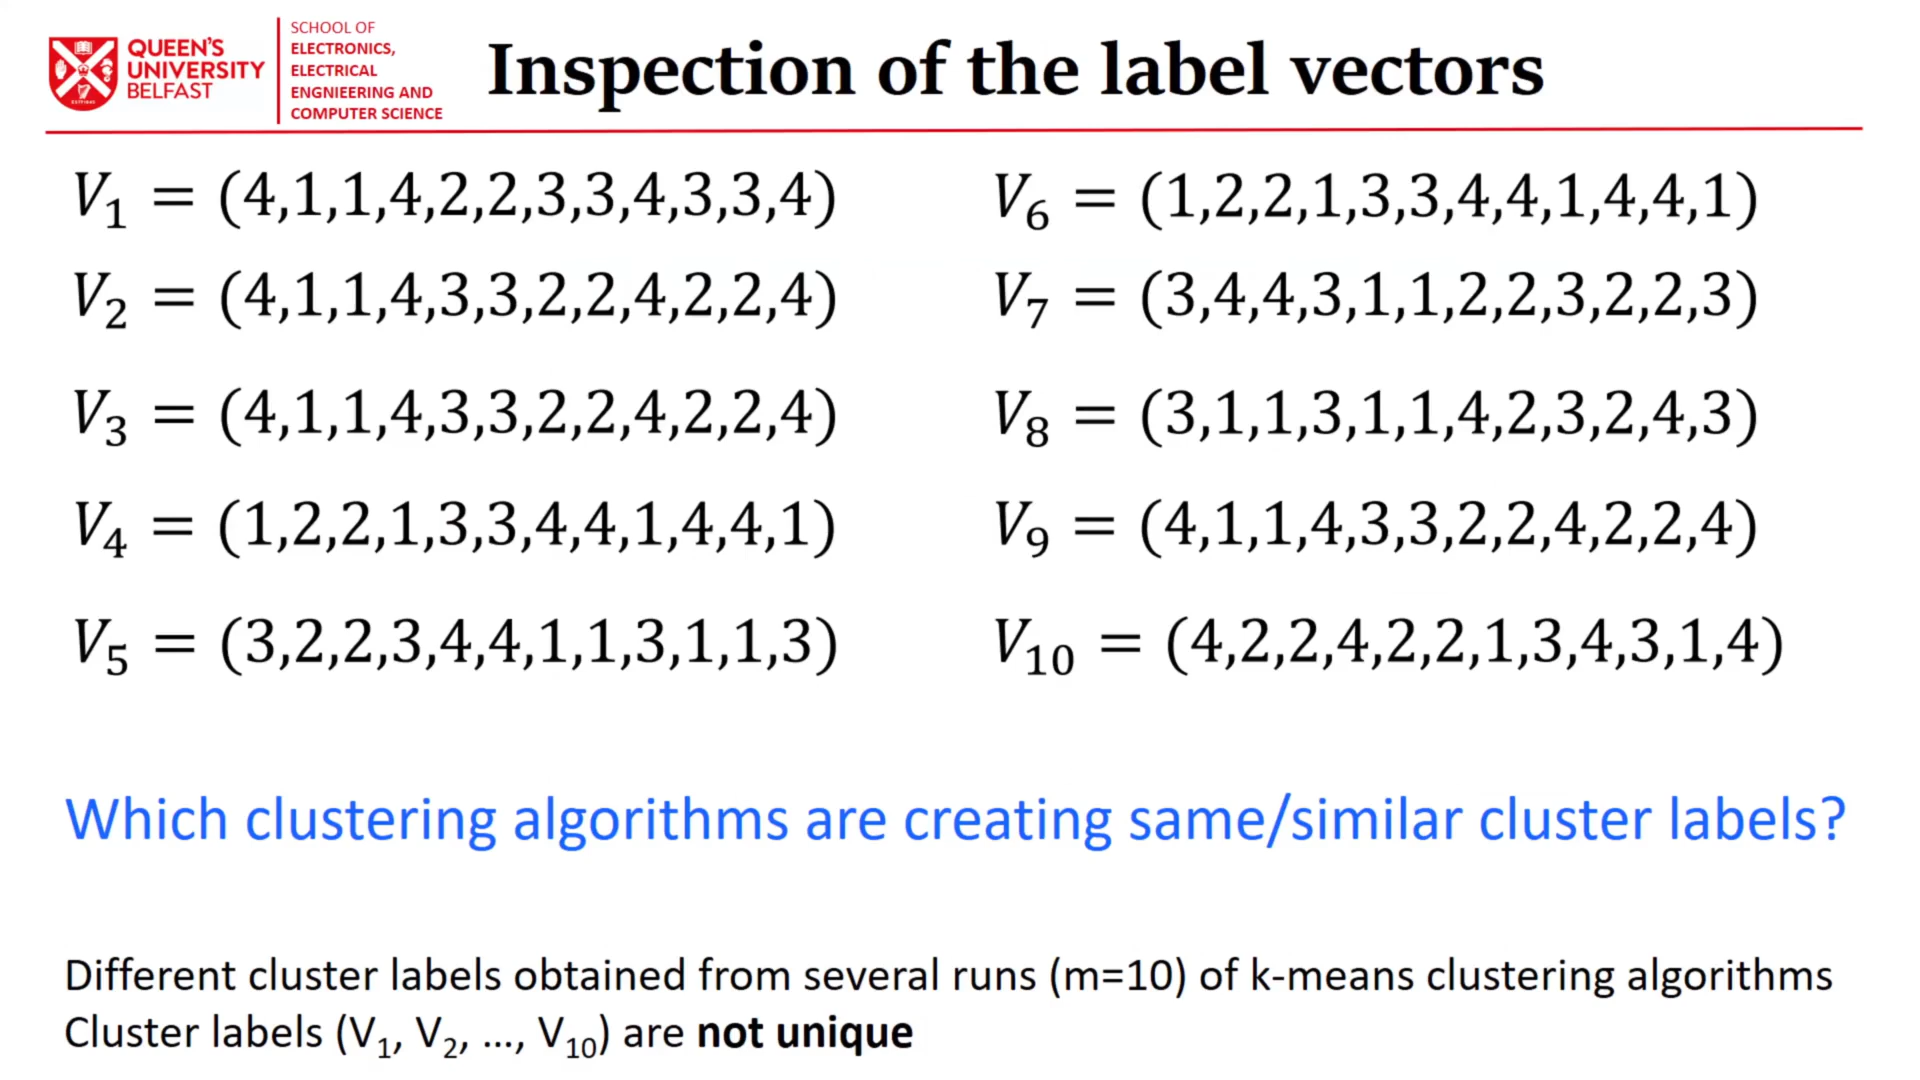 QUEEN'S
UNIVERSITY
BELFAST
SCHOOL OF
ELECTRONICS,
ELECTRICAL
ENGNIEERING AND
COMPUTER SCIENCE
Inspection of the label vectors
V₁ = (4,1,1,4,2,2,3,3,4,3,3,4)
V₂ = (4,1,1,4,3,3,2,2,4,2,2,4)
V₃ = (4,1,1,4,3,3,2,2,4,2,2,4)
V₄ = (1,2,2,1,3,3,4,4,1,4,4,1)
V₅ = (3,2,2,3,4,4,1,1,3,1,1,3)
V₆ = (1,2,2,1,3,3,4,4,1,4,4,1)
V₇ = (3,4,4,3,1,1,2,2,3,2,2,3)
V₈ = (3,1,1,3,1,1,4,2,3,2,4,3)
V₉ = (4,1,1,4,3,3,2,2,4,2,2,4)
V₁₀ = (4,2,2,4,2,2,1,3,4,3,1,4)
Which clustering algorithms are creating same/similar cluster labels?
Different cluster labels obtained from several runs (m=10) of k-means clustering algorithms
Cluster labels (V₁, V₂, ..., V₁₀) are not unique